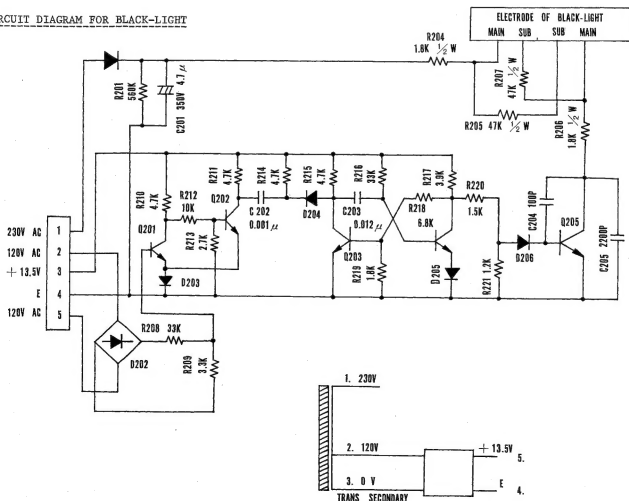 RCUIT DIAGRAM FOR BLACK-LIGHT
ELECTRODE OF BLACK-LIGHT
MAIN SUB SUB MAIN
R204
1.8K 1/2 W
R207
47K 1/2 W
R205 47K 1/2 W
R206
1.8K 1/2 W
R201
560K
C201 350V 4.7μ
R210
4.7K
R212
10K
R211
4.7K
R214
4.7K
R215
4.7K
R216
33K
R217
3.9K
R220
1.5K
Q202
C 202
0.001 μ
D204
C203
0.012 μ
R218
6.8K
C204 100P
Q205
C205 2200P
Q201
R213
2.7K
D203
Q203
R219
1.8K
D205
D206
R221 1.2K
230V AC 1
120V AC 2
+ 13.5V 3
E 4
120V AC 5
R208 33K
D202
R209
3.3K
1. 230V
2. 120V
+ 13.5V
5.
3. 0 V
E 4.
TRANS SECONDARY